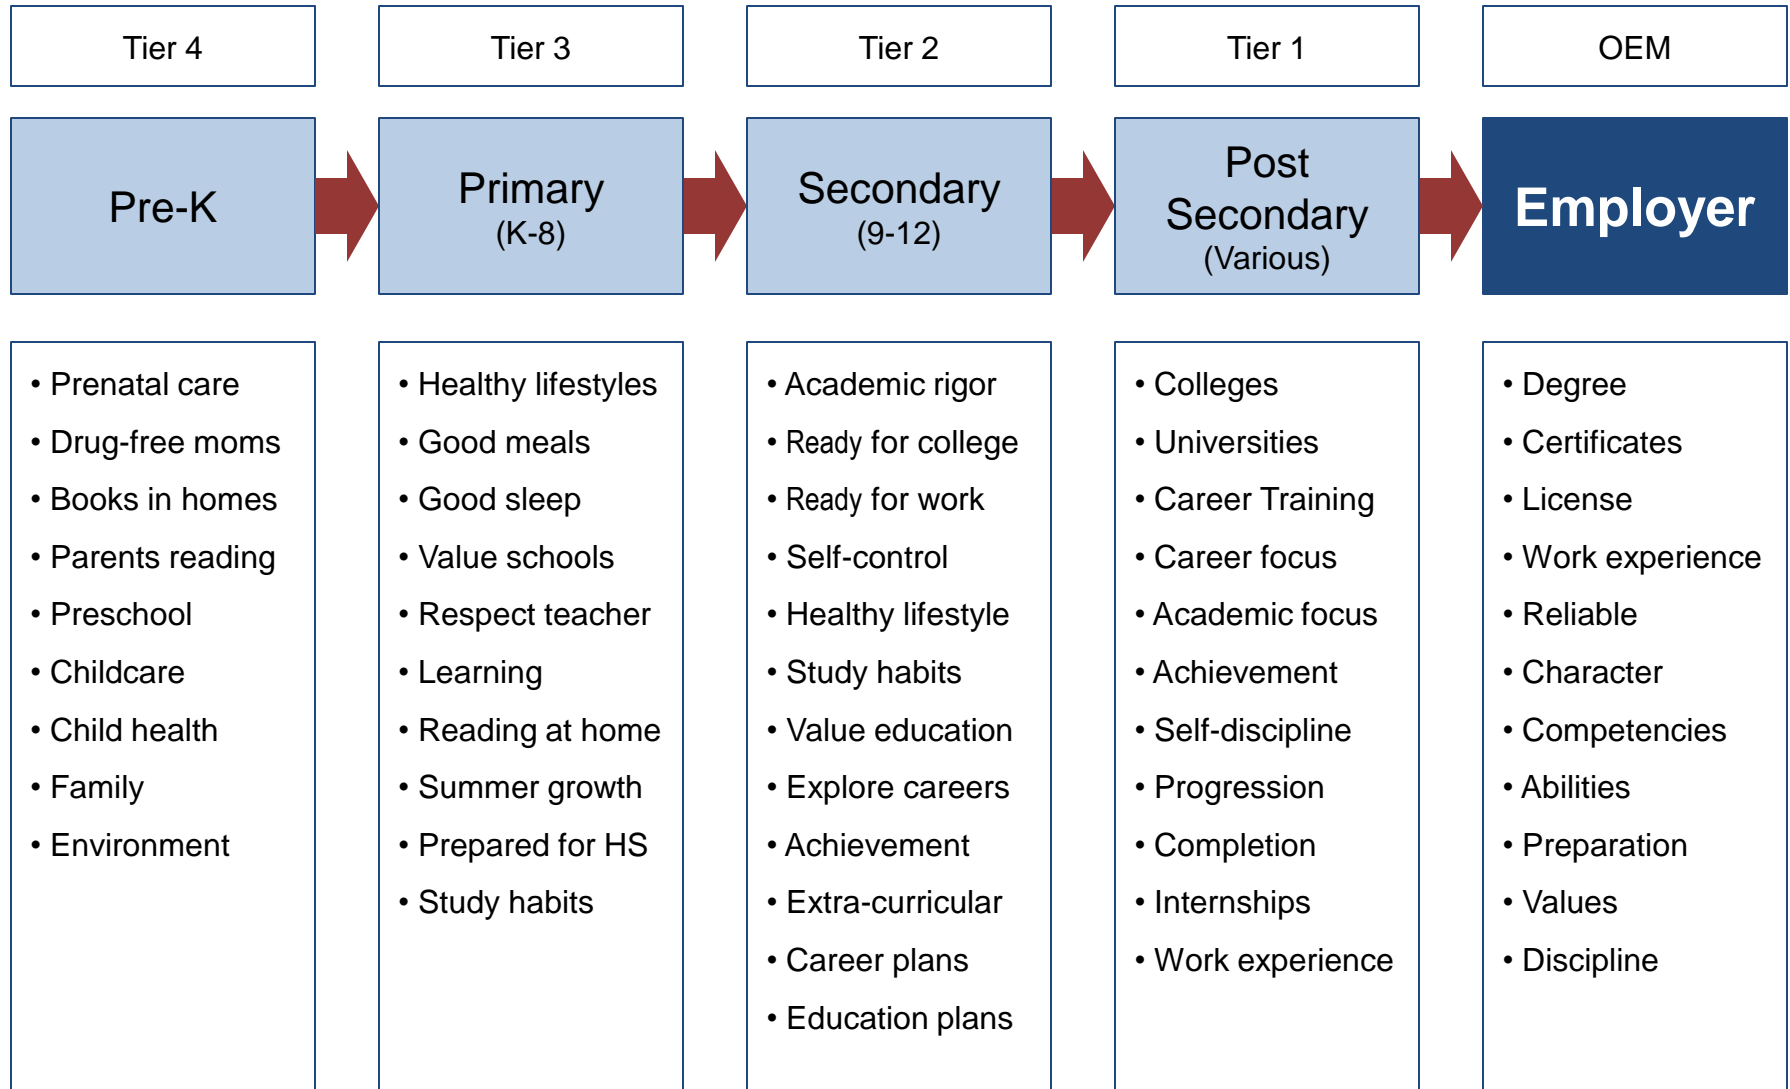 Tier 4
Tier 3
Tier 2
Tier 1
OEM
Pre-K
Primary
(K-8)
Secondary
(9-12)
Post
Secondary
(Various)
Employer
• Prenatal care
• Drug-free moms
• Books in homes
• Parents reading
• Preschool
• Childcare
• Child health
• Family
• Environment
• Healthy lifestyles
• Good meals
• Good sleep
• Value schools
• Respect teacher
• Learning
• Reading at home
• Summer growth
• Prepared for HS
• Study habits
• Academic rigor
• Ready for college
• Ready for work
• Self-control
• Healthy lifestyle
• Study habits
• Value education
• Explore careers
• Achievement
• Extra-curricular
• Career plans
• Education plans
• Colleges
• Universities
• Career Training
• Career focus
• Academic focus
• Achievement
• Self-discipline
• Progression
• Completion
• Internships
• Work experience
• Degree
• Certificates
• License
• Work experience
• Reliable
• Character
• Competencies
• Abilities
• Preparation
• Values
• Discipline